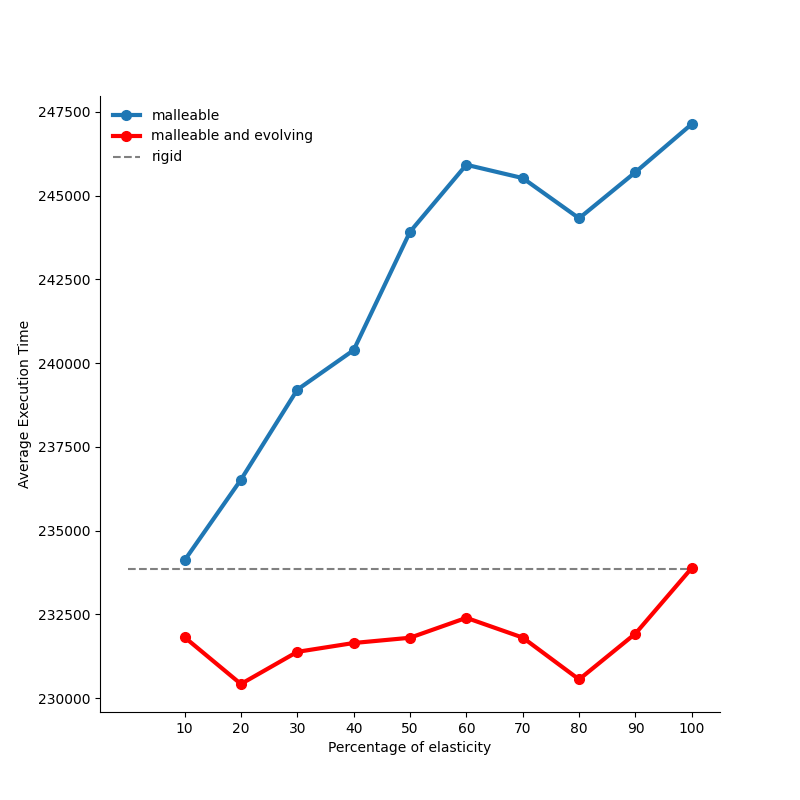 malleable
malleable and evolving
rigid
Average Execution Time
247500
245000
242500
240000
237500
235000
232500
230000
10 20 30 40 50 60 70 80 90 100
Percentage of elasticity